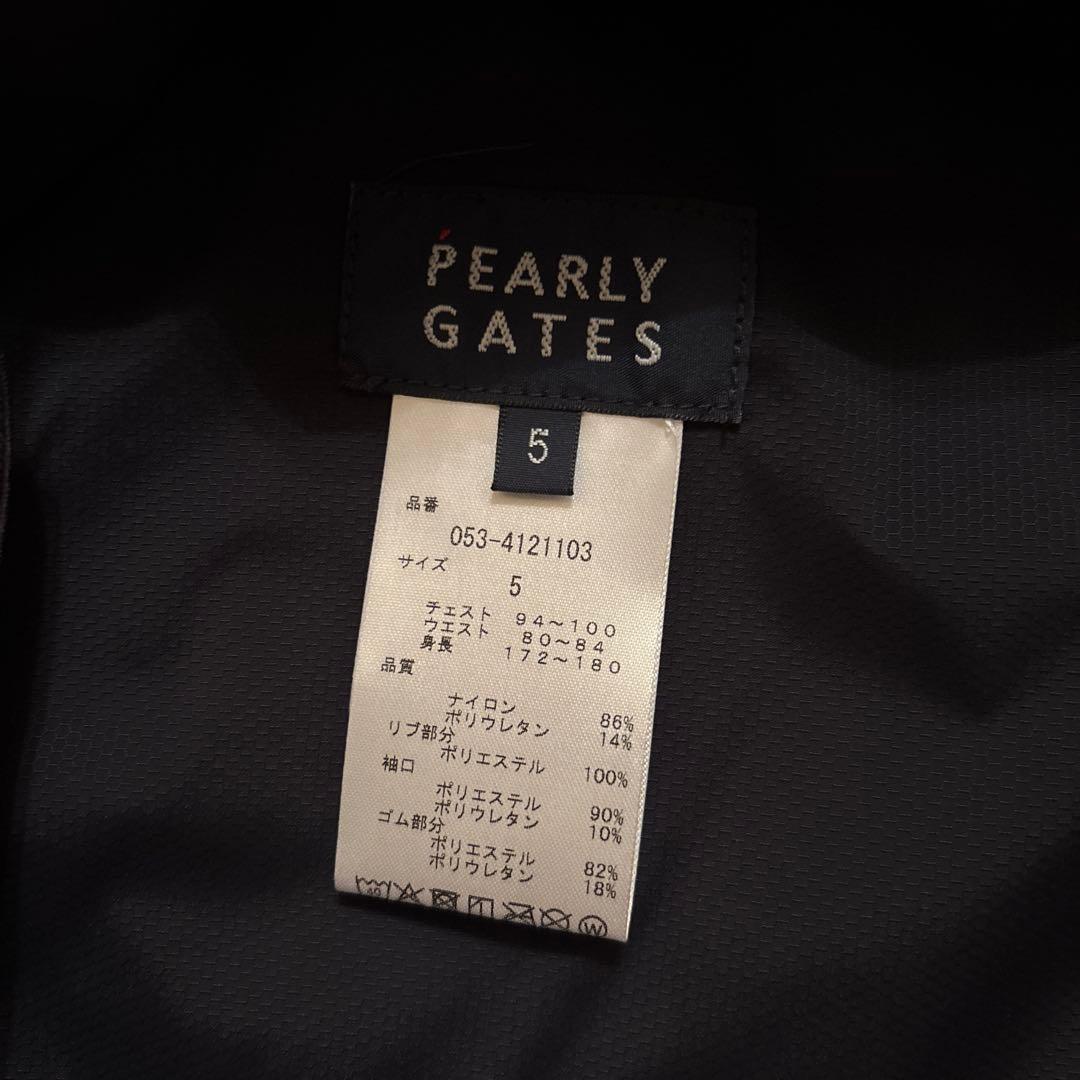 PEARLY
GATES
5
品番
053-4121103
サイズ
5
チェスト 94～100
ウエスト 80～84
身長 172～180
品質
ナイロン 86%
ポリウレタン 14%
リブ部分
ポリエステル 100%
袖口
ポリエステル 90%
ポリウレタン 10%
ゴム部分
ポリエステル 82%
ポリウレタン 18%
40
W